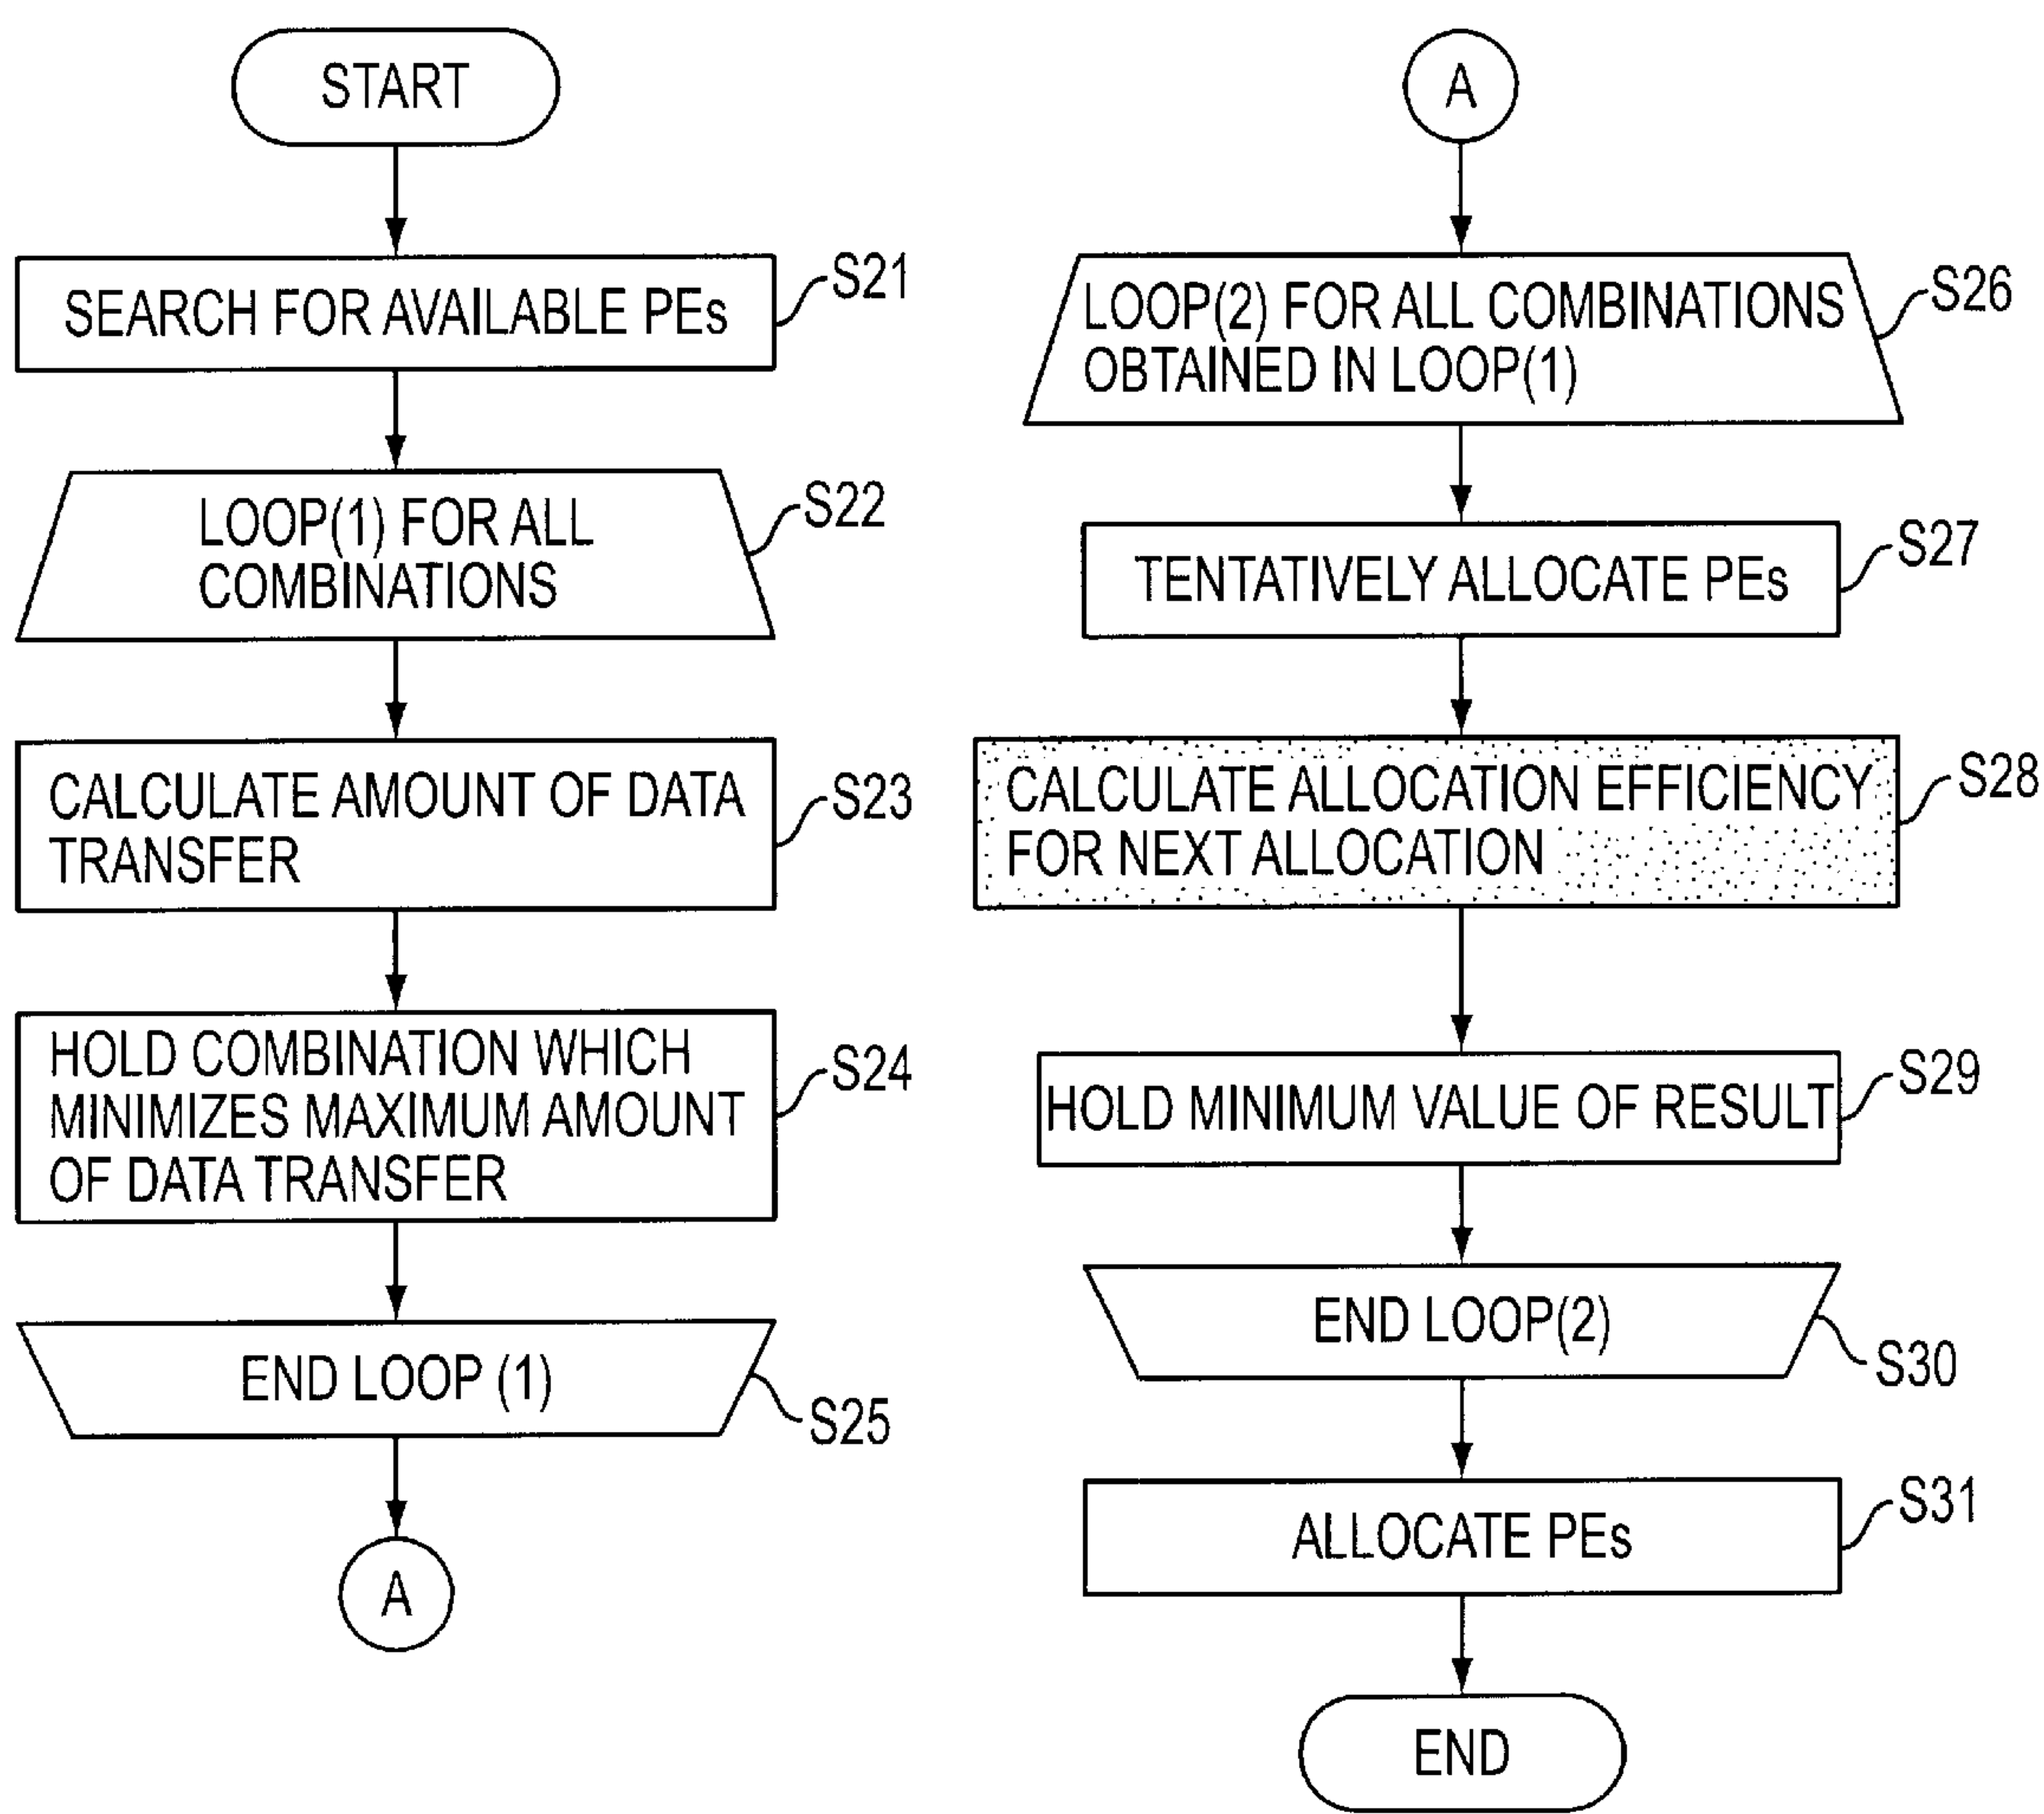 START
SEARCH FOR AVAILABLE PEs
S21
LOOP(1) FOR ALL
COMBINATIONS
S22
CALCULATE AMOUNT OF DATA
TRANSFER
S23
HOLD COMBINATION WHICH
MINIMIZES MAXIMUM AMOUNT
OF DATA TRANSFER
S24
END LOOP (1)
S25
A
A
LOOP(2) FOR ALL COMBINATIONS
OBTAINED IN LOOP(1)
S26
TENTATIVELY ALLOCATE PEs
S27
CALCULATE ALLOCATION EFFICIENCY
FOR NEXT ALLOCATION
S28
HOLD MINIMUM VALUE OF RESULT
S29
END LOOP(2)
S30
ALLOCATE PEs
S31
END